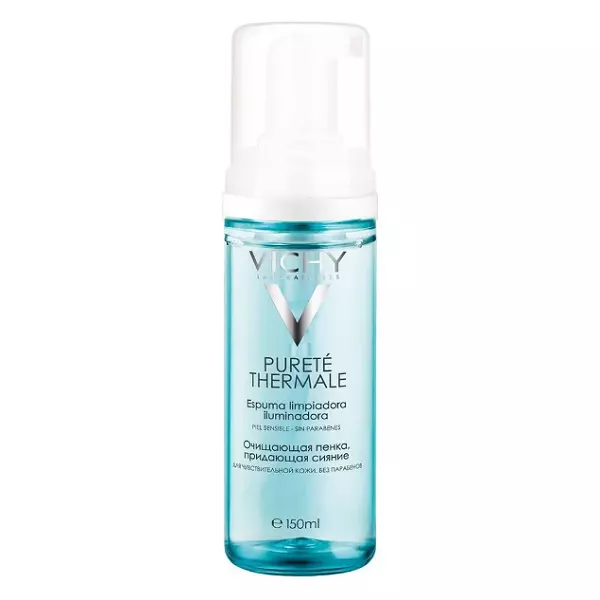 VICHY
LABORATOIRES
V
PURETÉ
THERMALE
Espuma limpiadora
iluminadora
PIEL SENSIBLE - SIN PARABENES
Очищающая пенка,
придающая сияние
ДЛЯ ЧУВСТВИТЕЛЬНОЙ КОЖИ, БЕЗ ПАРАБЕНОВ
℮ 150ml